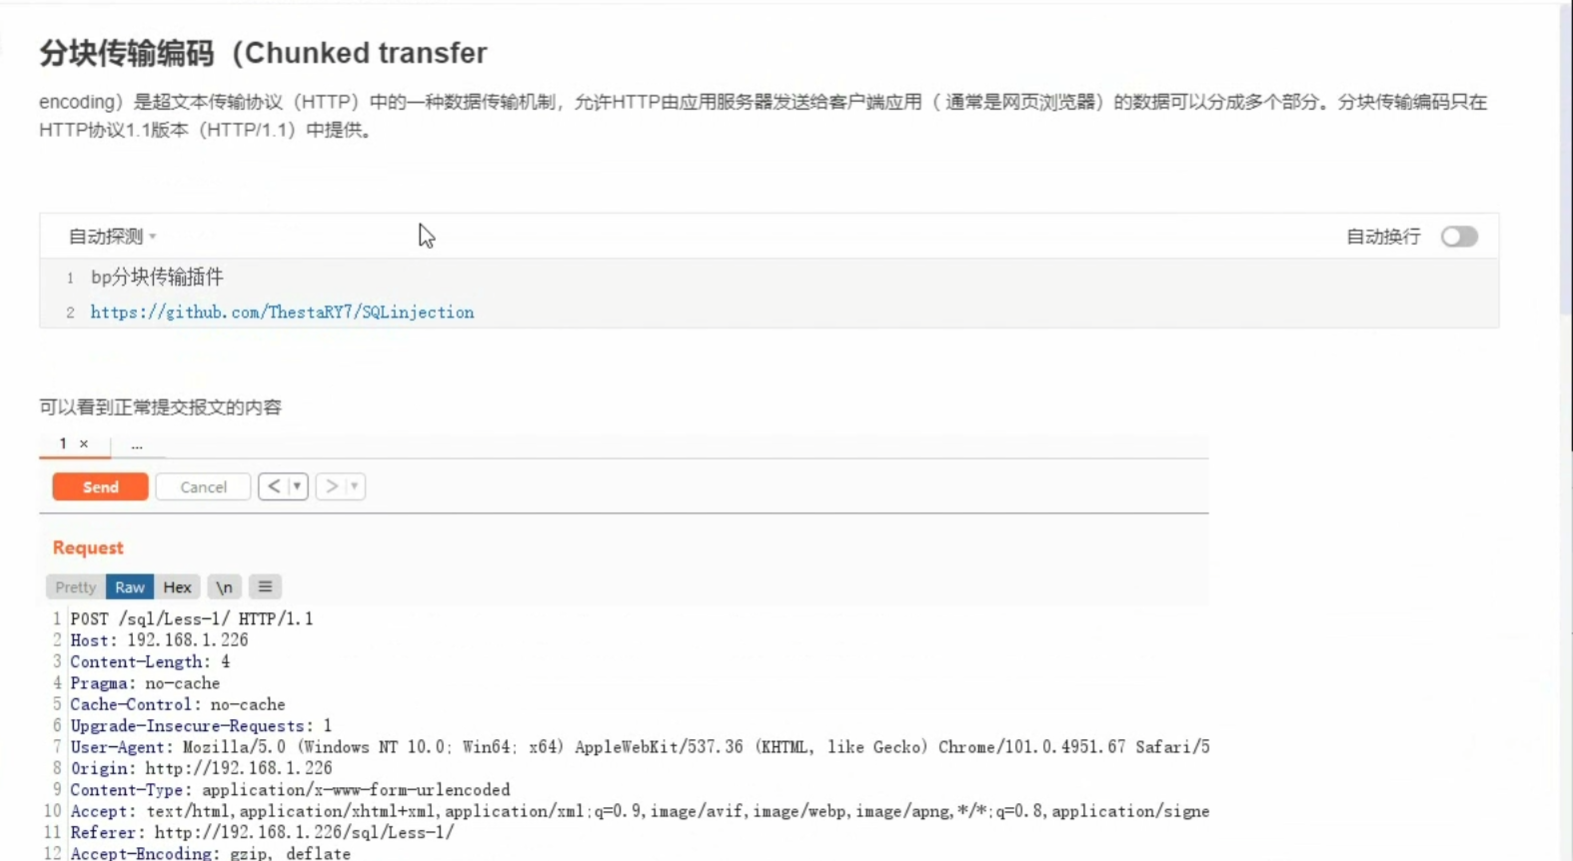 分块传输编码（Chunked transfer
encoding）是超文本传输协议（HTTP）中的一种数据传输机制，允许HTTP由应用服务器发送给客户端应用（ 通常是网页浏览器）的数据可以分成多个部分。分块传输编码只在
HTTP协议1.1版本（HTTP/1.1）中提供。
自动探测
自动换行
1 bp分块传输插件
2 https://github.com/ThestaRY7/SQLinjection
可以看到正常提交报文的内容
1 × ...
Send Cancel < >
Request
Pretty Raw Hex \n
1 POST /sql/Less-1/ HTTP/1.1
2 Host: 192.168.1.226
3 Content-Length: 4
4 Pragma: no-cache
5 Cache-Control: no-cache
6 Upgrade-Insecure-Requests: 1
7 User-Agent: Mozilla/5.0 (Windows NT 10.0; Win64; x64) AppleWebKit/537.36 (KHTML, like Gecko) Chrome/101.0.4951.67 Safari/5
8 Origin: http://192.168.1.226
9 Content-Type: application/x-www-form-urlencoded
10 Accept: text/html,application/xhtml+xml,application/xml;q=0.9,image/avif,image/webp,image/apng,*/*;q=0.8,application/signe
11 Referer: http://192.168.1.226/sql/Less-1/
12 Accept-Encoding: gzip, deflate